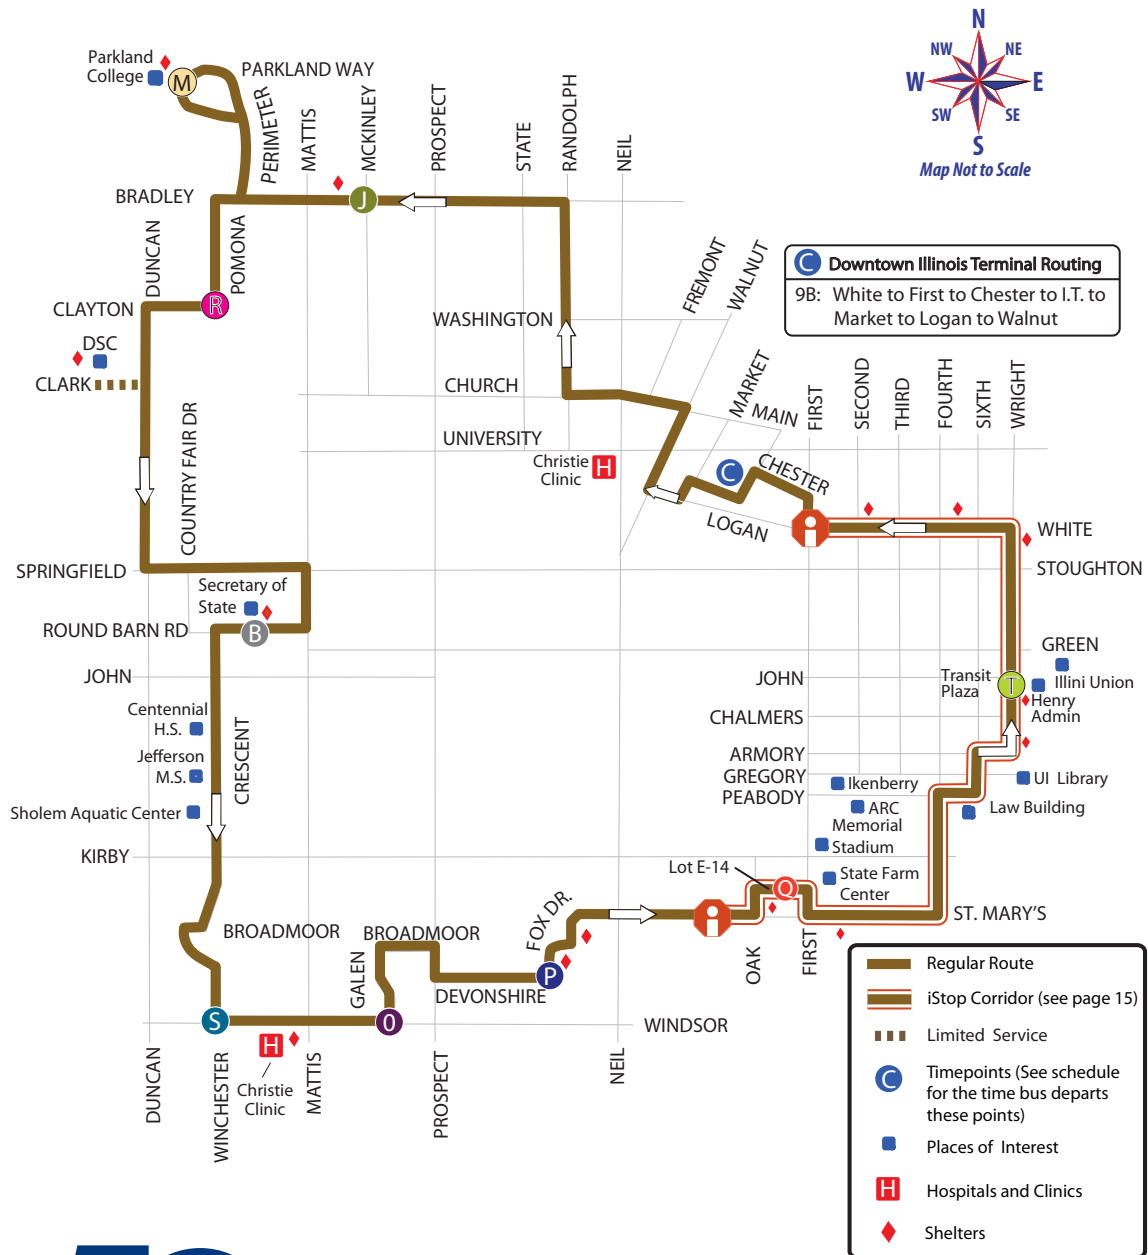 N
NW
NE
W
E
SW
SE
S
Map Not to Scale
Parkland
College
M
PARKLAND WAY
PERIMETER
MATTIS
MCKINLEY
PROSPECT
STATE
RANDOLPH
NEIL
BRADLEY
J
DUNCAN
POMONA
CLAYTON
R
DSC
CLARK
COUNTRY FAIR DR
WASHINGTON
CHURCH
UNIVERSITY
Christie
Clinic
H
FREMONT
WALNUT
MARKET
MAIN
C
CHESTER
LOGAN
C Downtown Illinois Terminal Routing
9B: White to First to Chester to I.T. to
Market to Logan to Walnut
FIRST
SECOND
THIRD
FOURTH
SIXTH
WRIGHT
WHITE
STOUGHTON
SPRINGFIELD
Secretary of
State
ROUND BARN RD
B
JOHN
Centennial
H.S.
Jefferson
M.S.
Sholem Aquatic Center
CRESCENT
KIRBY
GREEN
Transit
Plaza
T
Illini Union
Henry
Admin
JOHN
CHALMERS
ARMORY
GREGORY
PEABODY
Ikenberry
ARC
Memorial
Stadium
UI Library
Law Building
Lot E-14
Q
State Farm
Center
ST. MARY'S
OAK
FIRST
BROADMOOR
BROADMOOR
GALEN
FOX DR.
P
DEVONSHIRE
S
O
WINDSOR
H
Christie
Clinic
DUNCAN
WINCHESTER
MATTIS
PROSPECT
NEIL
Regular Route
iStop Corridor (see page 15)
Limited Service
C
Timepoints (See schedule
for the time bus departs
these points)
Places of Interest
H
Hospitals and Clinics
Shelters